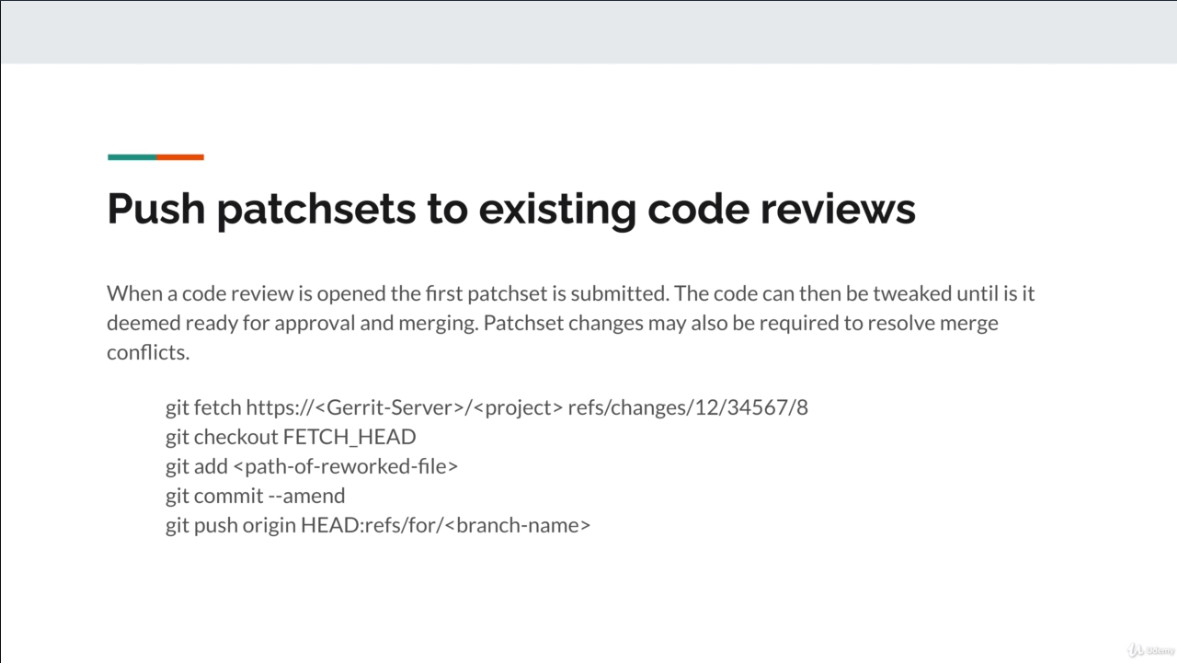 Push patchsets to existing code reviews
When a code review is opened the first patchset is submitted. The code can then be tweaked until is it
deemed ready for approval and merging. Patchset changes may also be required to resolve merge
conflicts.
git fetch https://<Gerrit-Server>/<project> refs/changes/12/34567/8
git checkout FETCH_HEAD
git add <path-of-reworked-file>
git commit --amend
git push origin HEAD:refs/for/<branch-name>
Udemy